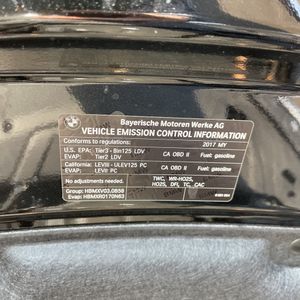 Bayerische Motoren Werke AG
VEHICLE EMISSION CONTROL INFORMATION
Conforms to regulations: 2017 MY
U.S. EPA: Tier3 - Bin125 LDV CA OBD II Fuel: gasoline
EVAP: Tier2 LDV
California: LEVIII - ULEV125 PC CA OBD II Fuel: gasoline
EVAP: LEVII PC
No adjustments needed.
TWC, WR-HO2S,
Group: HBMXV03.0B58 HO2S, DFI, TC, CAC
Evap: HBMXR0170N63